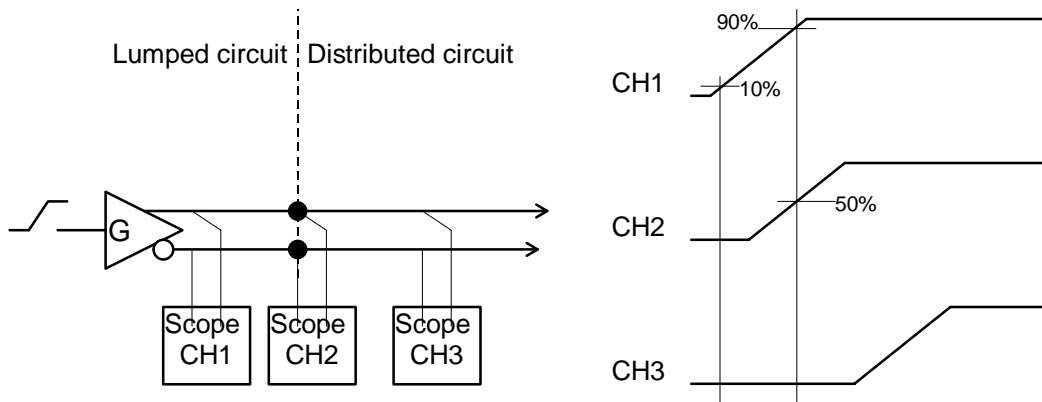 Lumped circuit
Distributed circuit
G
Scope
CH1
Scope
CH2
Scope
CH3
90%
CH1
10%
CH2
50%
CH3